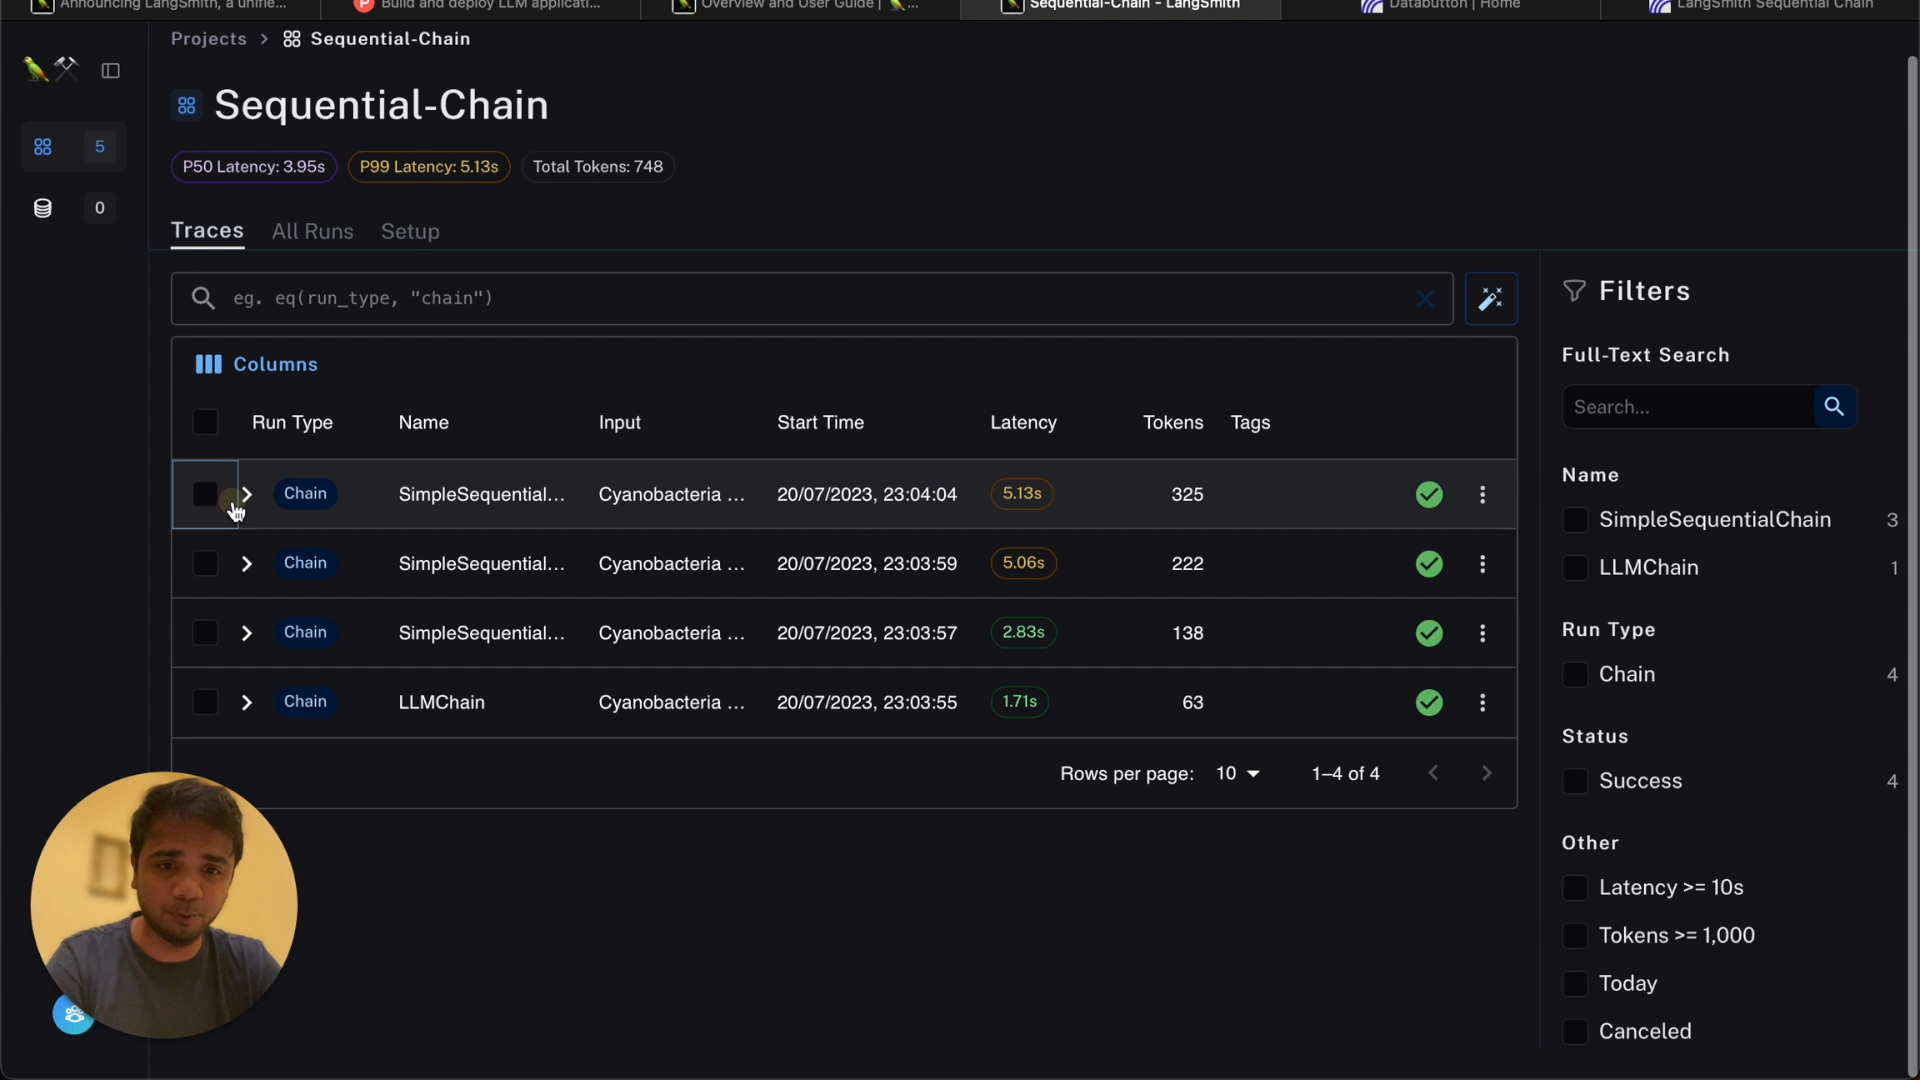 Announcing LangSmith, a unifie...
Build and deploy LLM applicati...
Overview and User Guide |
Sequential-Chain - LangSmith
Databutton | Home
LangSmith Sequential Chain
Projects > Sequential-Chain
Sequential-Chain
P50 Latency: 3.95s P99 Latency: 5.13s Total Tokens: 748
5
0
Traces All Runs Setup
eg. eq(run_type, "chain")
Columns
Run Type Name Input Start Time Latency Tokens Tags
Chain SimpleSequential... Cyanobacteria ... 20/07/2023, 23:04:04 5.13s 325
Chain SimpleSequential... Cyanobacteria ... 20/07/2023, 23:03:59 5.06s 222
Chain SimpleSequential... Cyanobacteria ... 20/07/2023, 23:03:57 2.83s 138
Chain LLMChain Cyanobacteria ... 20/07/2023, 23:03:55 1.71s 63
Rows per page: 10 1–4 of 4
Filters
Full-Text Search
Search...
Name
SimpleSequentialChain 3
LLMChain 1
Run Type
Chain 4
Status
Success 4
Other
Latency >= 10s
Tokens >= 1,000
Today
Canceled